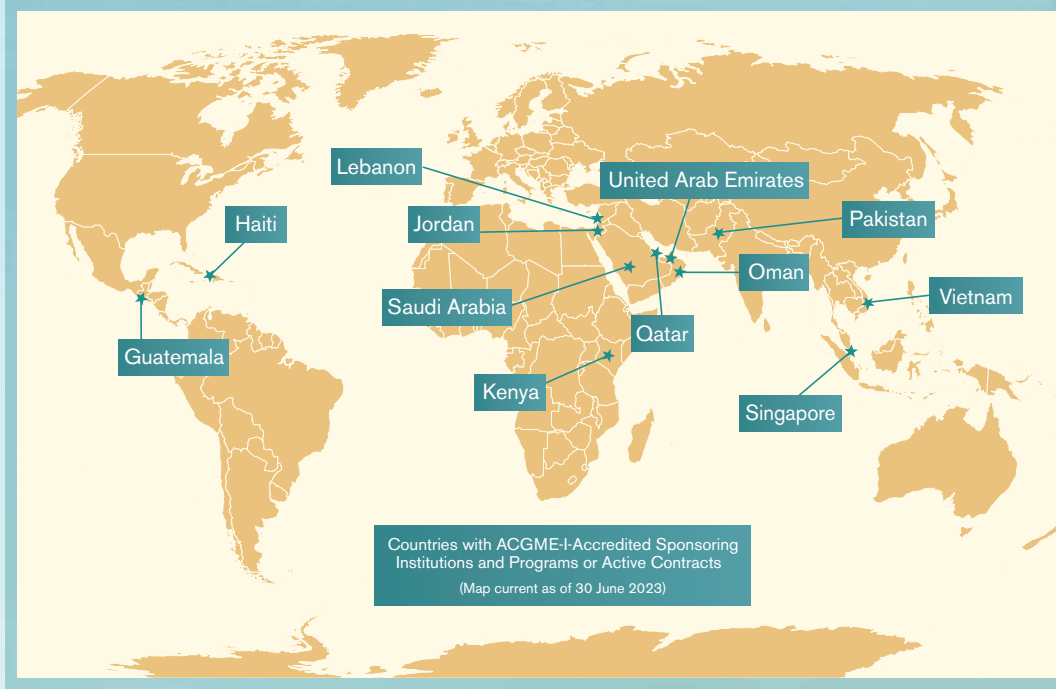 Lebanon
United Arab Emirates
Haiti
Jordan
Pakistan
Oman
Saudi Arabia
Vietnam
Qatar
Guatemala
Kenya
Singapore
Countries with ACGME-I-Accredited Sponsoring
Institutions and Programs or Active Contracts
(Map current as of 30 June 2023)